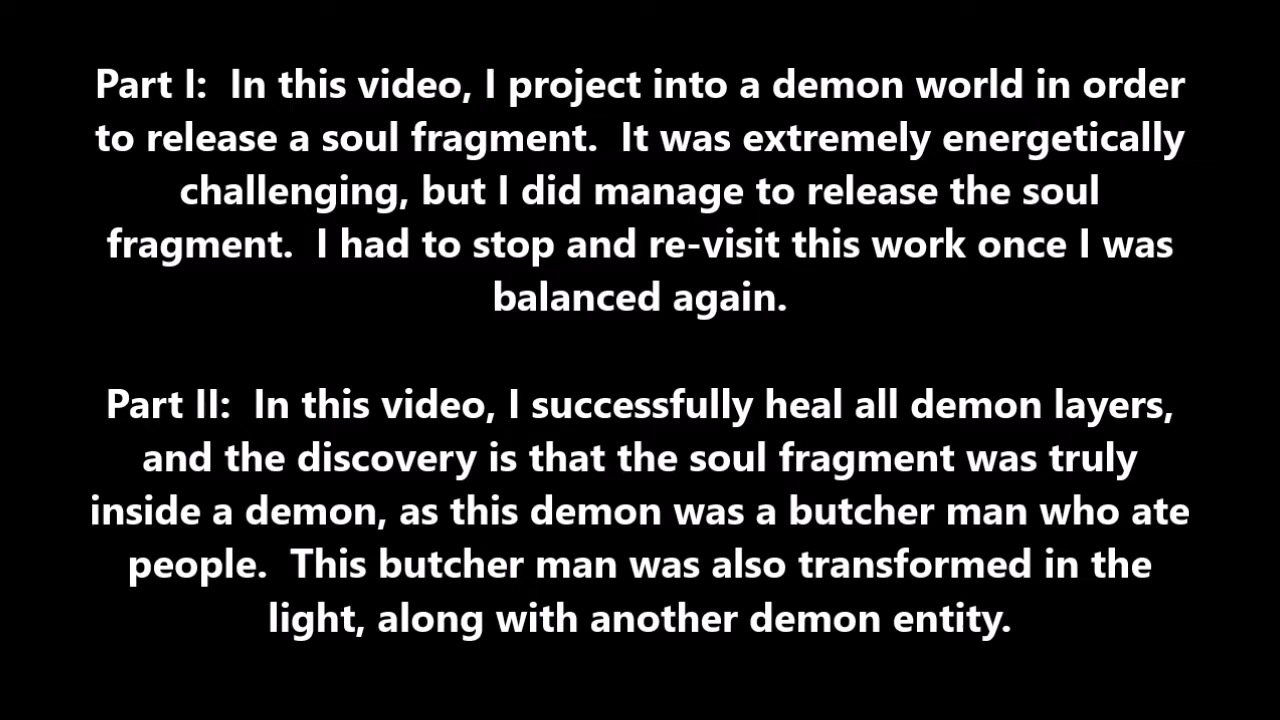 Part I:  In this video, I project into a demon world in order
to release a soul fragment.  It was extremely energetically
challenging, but I did manage to release the soul
fragment.  I had to stop and re-visit this work once I was
balanced again.
Part II:  In this video, I successfully heal all demon layers,
and the discovery is that the soul fragment was truly
inside a demon, as this demon was a butcher man who ate
people.  This butcher man was also transformed in the
light, along with another demon entity.